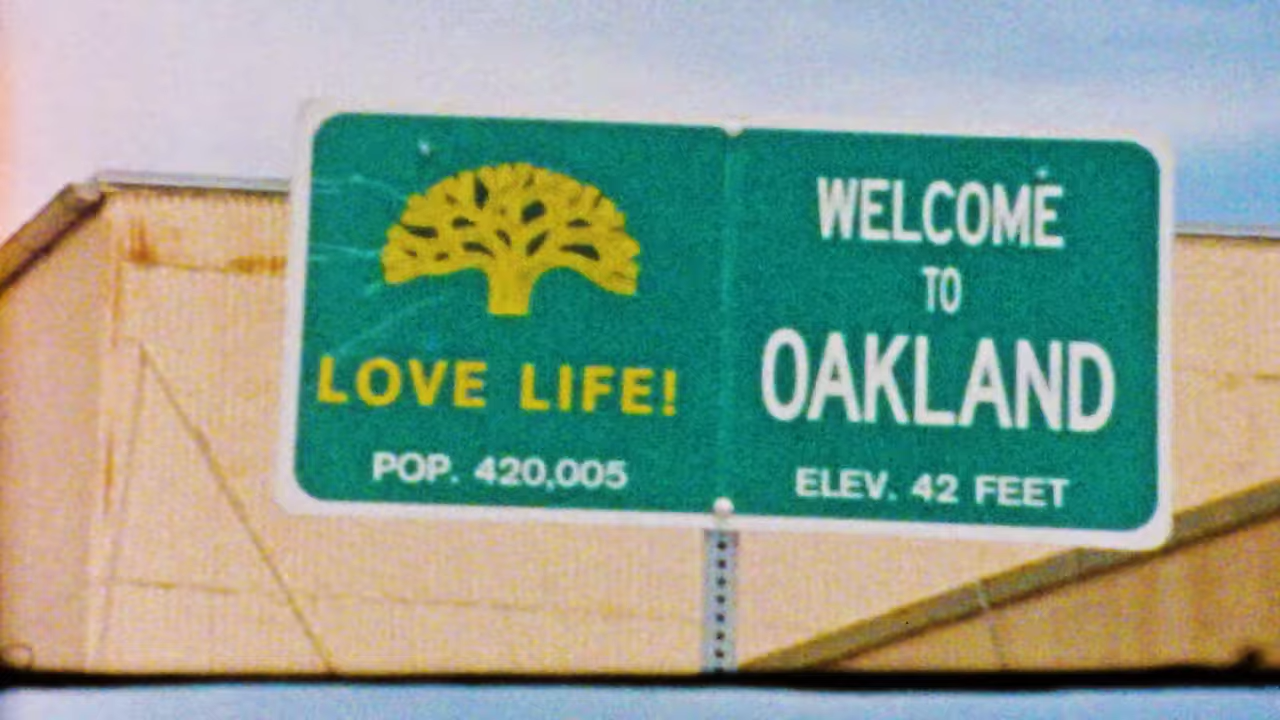 LOVE LIFE!
POP. 420,005
WELCOME
TO
OAKLAND
ELEV. 42 FEET